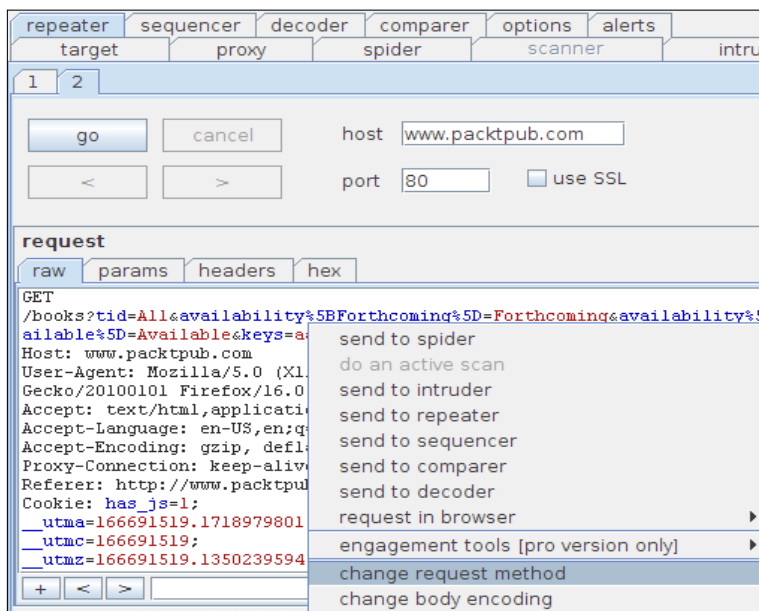 repeater sequencer decoder comparer options alerts
target proxy spider scanner intru
1 2
go cancel host www.packtpub.com
< > port 80 use SSL
request
raw params headers hex
GET
/books?tid=All&availability%5BForthcoming%5D=Forthcoming&availability%5
ailable%5D=Available&keys=a
Host: www.packtpub.com
User-Agent: Mozilla/5.0 (X1
Gecko/20100101 Firefox/16.0
Accept: text/html,applicati
Accept-Language: en-US,en;q
Accept-Encoding: gzip, defl
Proxy-Connection: keep-aliv
Referer: http://www.packtpu
Cookie: has_js=1;
__utma=166691519.1718979801
__utmc=166691519;
__utmz=166691519.1350239594
+ < >
send to spider
do an active scan
send to intruder
send to repeater
send to sequencer
send to comparer
send to decoder
request in browser
engagement tools [pro version only]
change request method
change body encoding